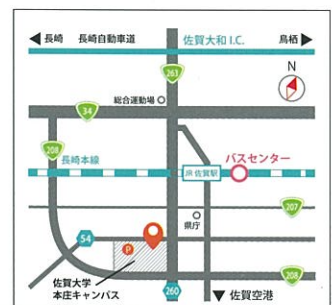 長崎 長崎自動車道 佐賀大和 I.C. 鳥栖
263
N
総合運動場
34
208
長崎本線
JR 佐賀駅
バスセンター
207
県庁
54
P
佐賀大学
本庄キャンパス
208
260
佐賀空港